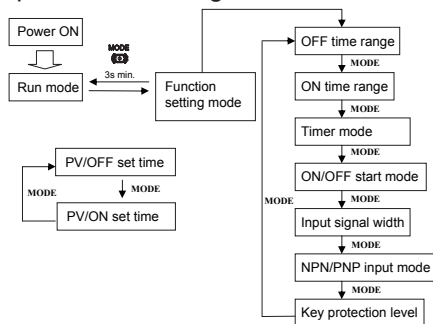 Power ON
MODE
3s min.
Run mode
Function
setting mode
PV/OFF set time
MODE
MODE
PV/ON set time
OFF time range
MODE
ON time range
MODE
Timer mode
MODE
ON/OFF start mode
MODE
MODE
Input signal width
MODE
NPN/PNP input mode
MODE
Key protection level